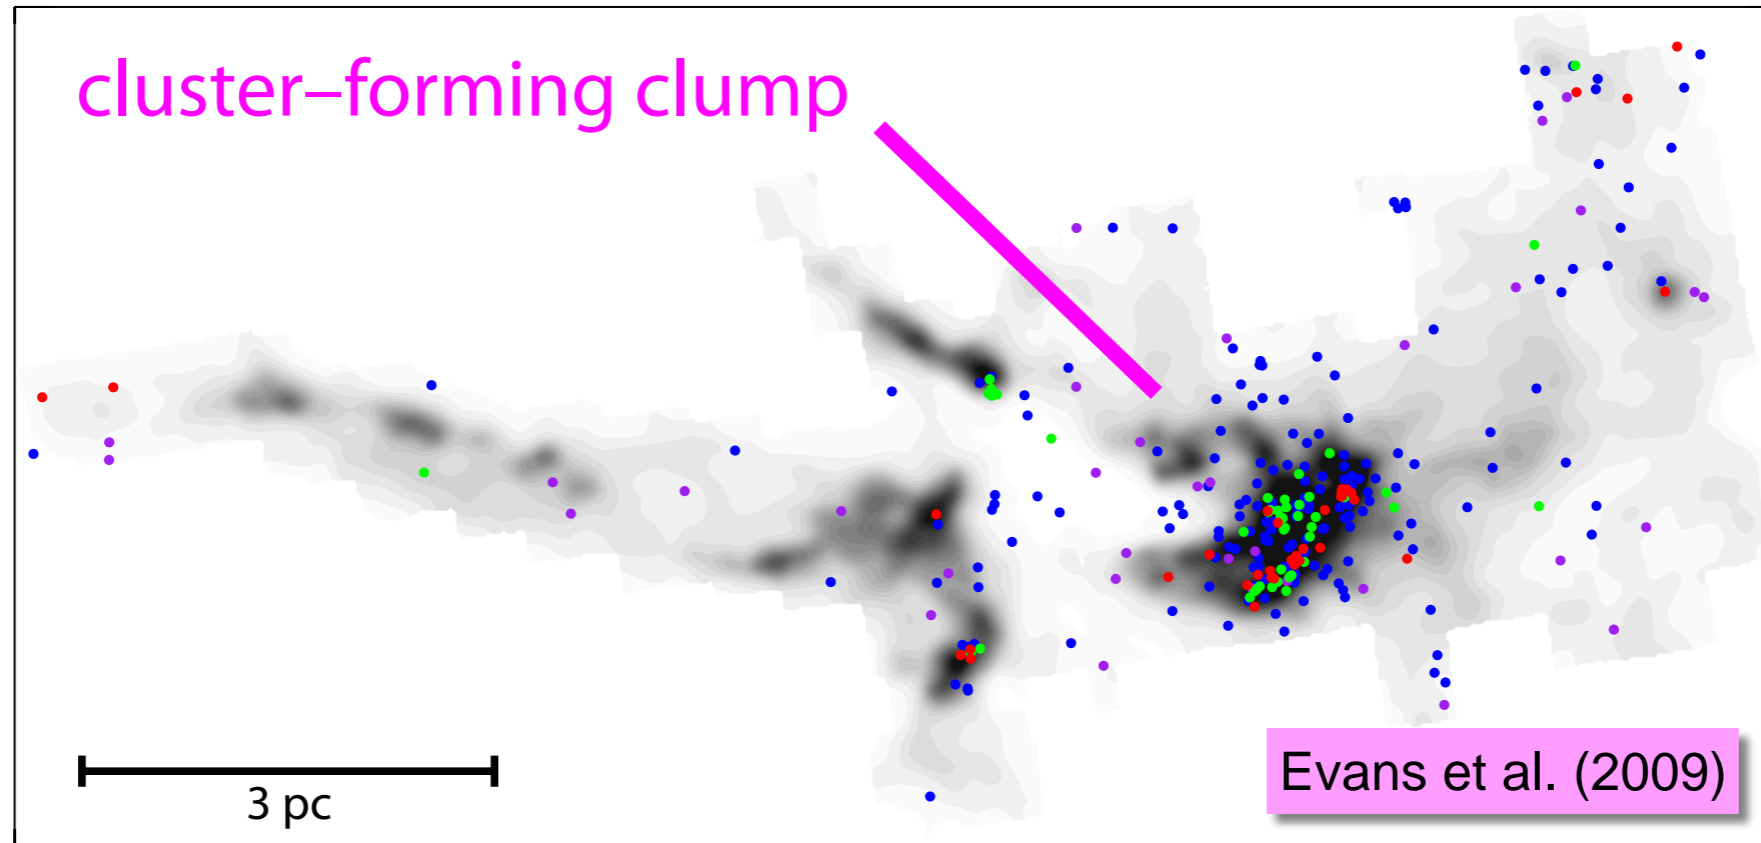 cluster–forming clump
3 pc
Evans et al. (2009)